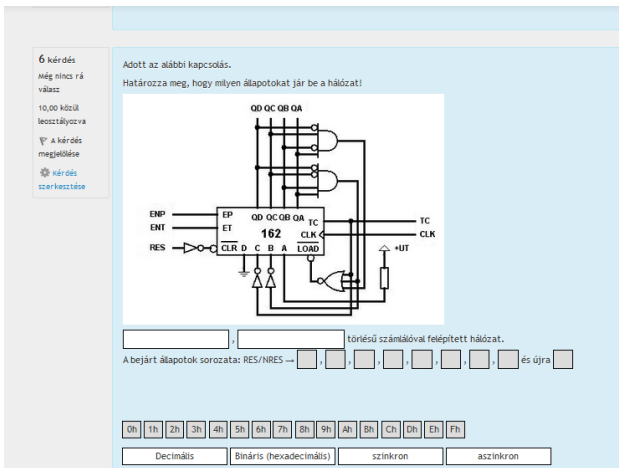 6 kérdés
Még nincs rá
válasz
10,00 közül
leosztályozva
A kérdés
megjelölése
Kérdés
szerkesztése
Adott az alábbi kapcsolás.
Határozza meg, hogy milyen állapotokat jár be a hálózat!
QD QC QB QA
ENP EP QD QC QB QA TC TC
ENT ET 162 CLK CLK
RES CLR D C B A LOAD +UT
, törlésű számlálóval felépített hálózat.
A bejárt állapotok sorozata: RES/NRES → , , , , , , , és újra
0h 1h 2h 3h 4h 5h 6h 7h 8h 9h Ah Bh Ch Dh Eh Fh
Decimális Bináris (hexadecimális) szinkron aszinkron